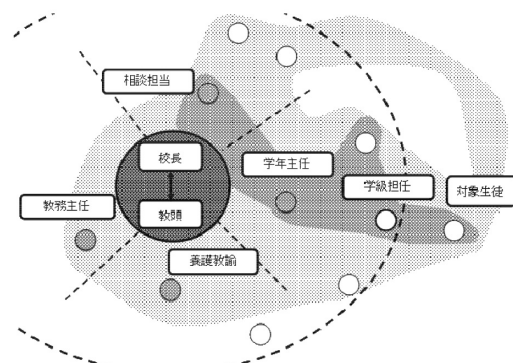 相談担当
校長
学年主任
学級担任
対象生徒
教務主任
教頭
養護教諭